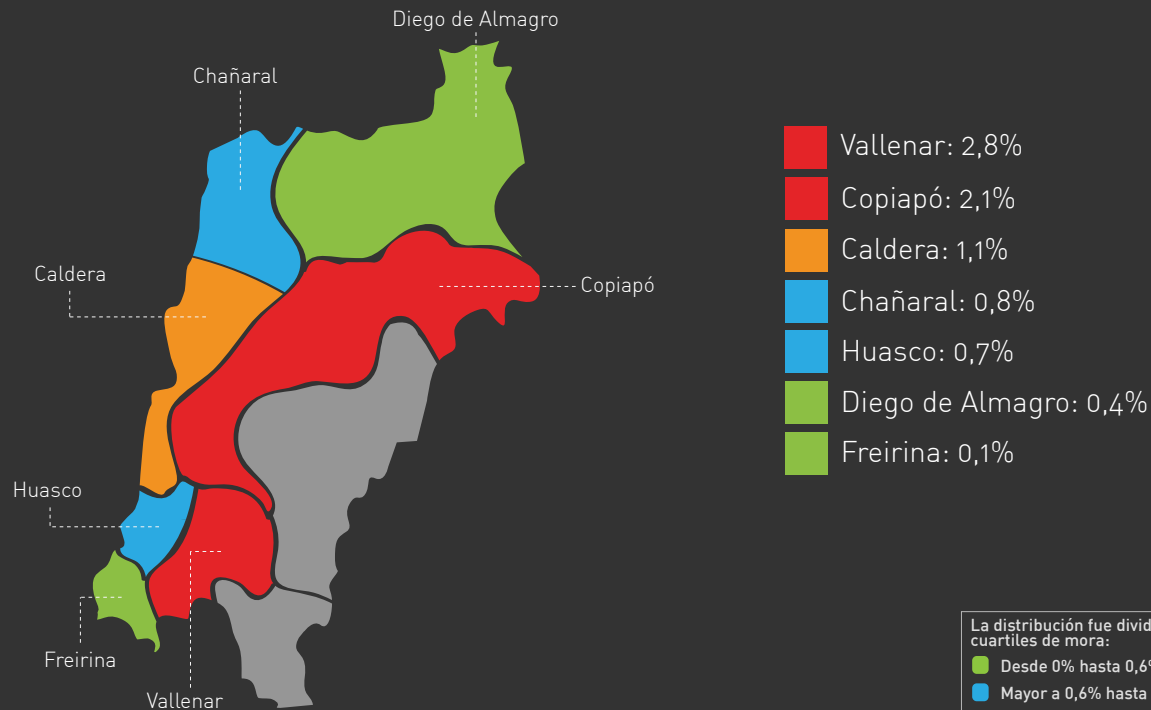 Diego de Almagro
Chañaral
Caldera
Copiapó
Huasco
Freirina
Vallenar
Vallenar: 2,8%
Copiapó: 2,1%
Caldera: 1,1%
Chañaral: 0,8%
Huasco: 0,7%
Diego de Almagro: 0,4%
Freirina: 0,1%
La distribución fue
cuartiles de mora:
Desde 0% hasta
Mayor a 0,6% hasta